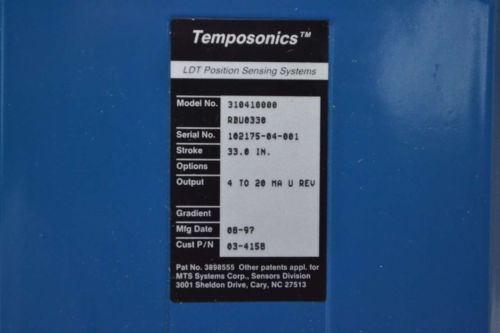 Temposonics™
LDT Position Sensing Systems
Model No. 310410000
RBU0330
Serial No. 102175-04-001
Stroke 33.0 IN.
Options
Output 4 TO 20 MA U REV
Gradient
Mfg Date 08-97
Cust P/N 03-4158
Pat No. 3898555 Other patents appl. for
MTS Systems Corp., Sensors Division
3001 Sheldon Drive, Cary, NC 27513